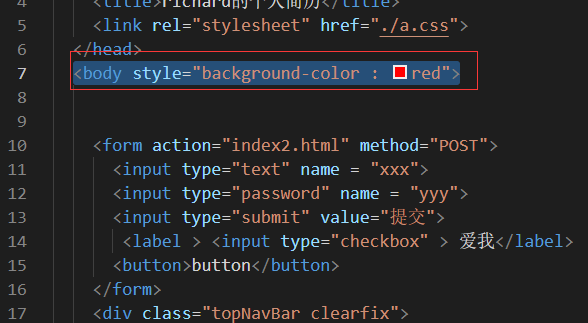 4 <title>richard的个人简历</title>
5 <link rel="stylesheet" href="./a.css">
6 </head>
7 <body style="background-color : red">
8
9
10 <form action="index2.html" method="POST">
11 <input type="text" name = "xxx">
12 <input type="password" name = "yyy">
13 <input type="submit" value="提交">
14 <label > <input type="checkbox" > 爱我</label>
15 <button>button</button>
16 </form>
17 <div class="topNavBar clearfix">